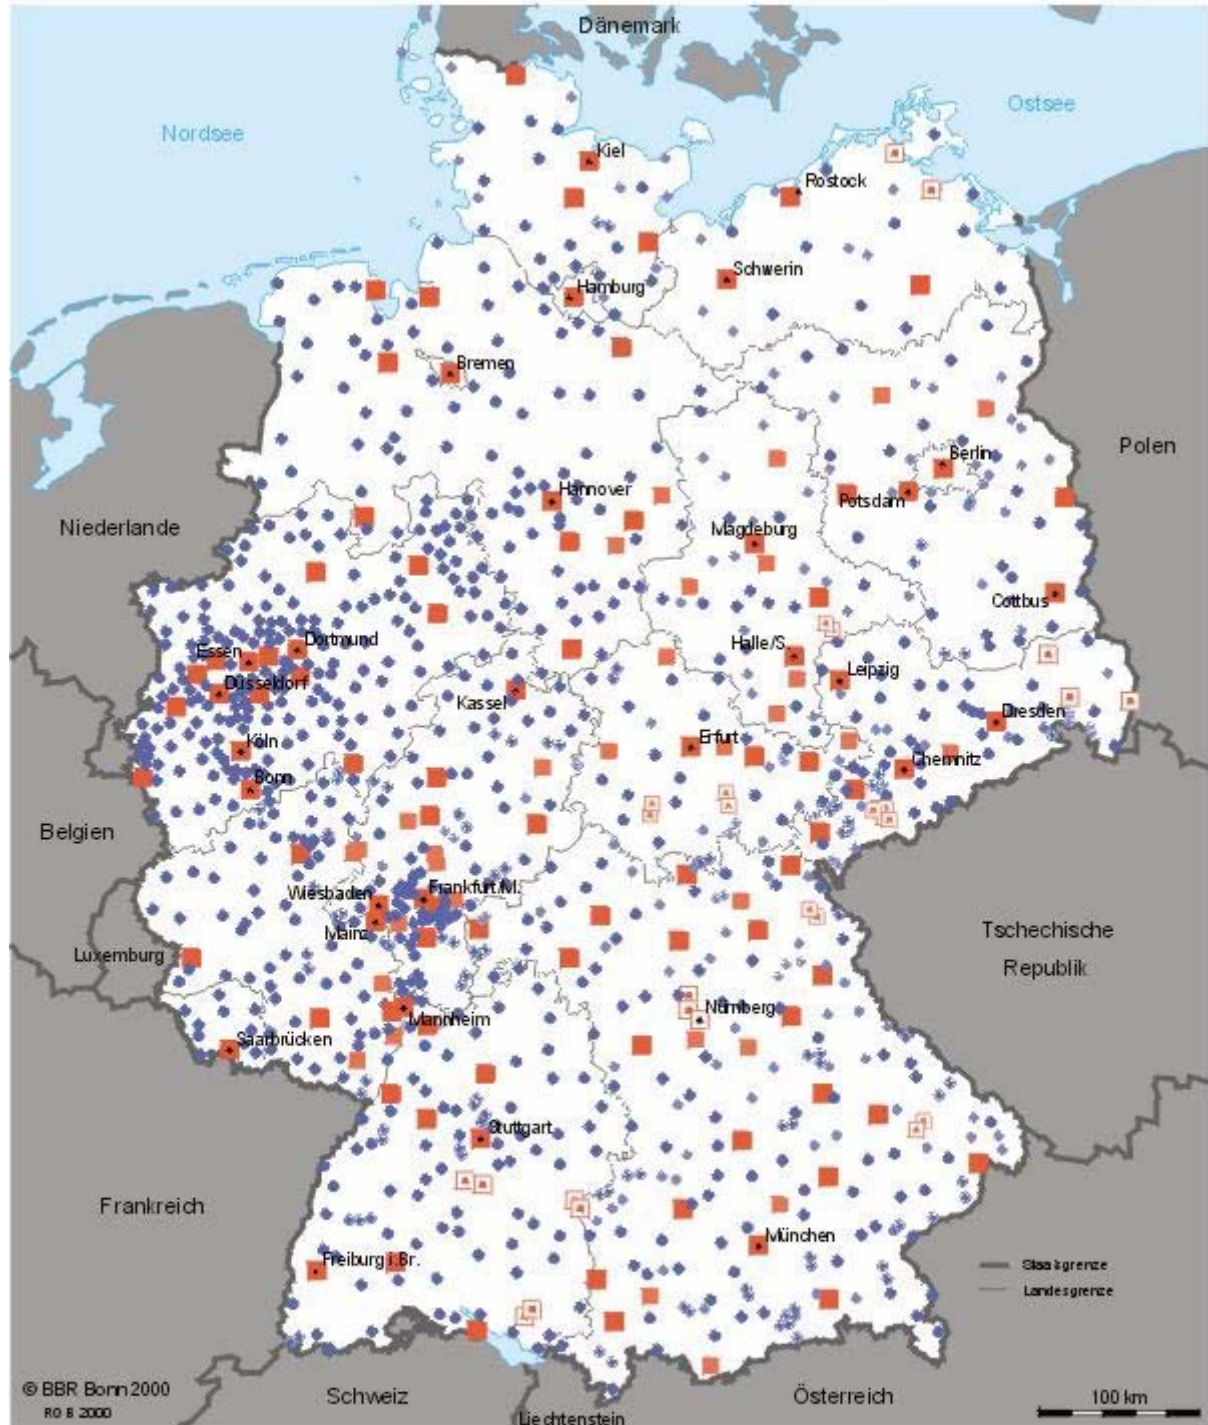 Dänemark
Nordsee
Ostsee
Kiel
Rostock
Schwerin
Hamburg
Bremen
Polen
Berlin
Hannover
Potsdam
Niederlande
Magdeburg
Cottbus
Dortmund
Essen
Halle/S.
Leipzig
Düsseldorf
Kassel
Dresden
Köln
Erfurt
Chemnitz
Bonn
Belgien
Wiesbaden
Frankfurt/M.
Mainz
Tschechische
Republik
Luxemburg
Nürnberg
Mannheim
Saarbrücken
Stuttgart
Frankreich
München
Freiburg i.Br.
Staatsgrenze
Landesgrenze
© BBR Bonn 2000
ROB 2000
Schweiz
Österreich
100 km
Liechtenstein